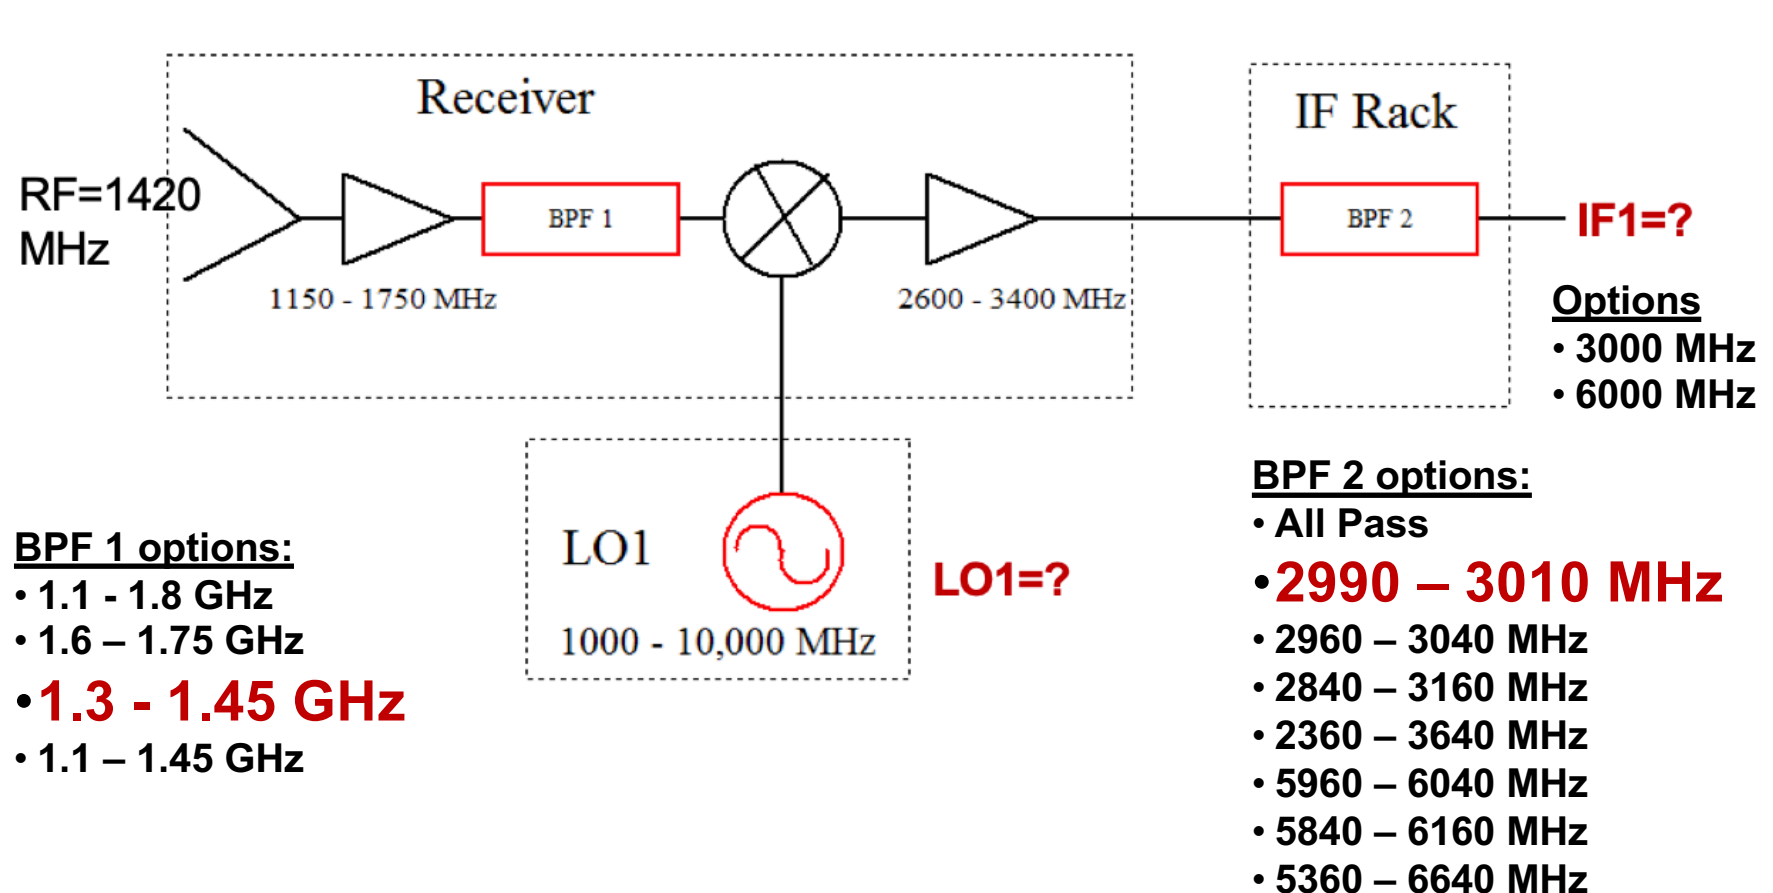 Receiver
IF Rack
RF=1420
MHz
BPF 1
BPF 2
IF1=?
1150 - 1750 MHz
2600 - 3400 MHz
Options
• 3000 MHz
• 6000 MHz
LO1
LO1=?
1000 - 10,000 MHz
BPF 1 options:
• 1.1 - 1.8 GHz
• 1.6 – 1.75 GHz
•1.3 - 1.45 GHz
• 1.1 – 1.45 GHz
BPF 2 options:
• All Pass
•2990 – 3010 MHz
• 2960 – 3040 MHz
• 2840 – 3160 MHz
• 2360 – 3640 MHz
• 5960 – 6040 MHz
• 5840 – 6160 MHz
• 5360 – 6640 MHz